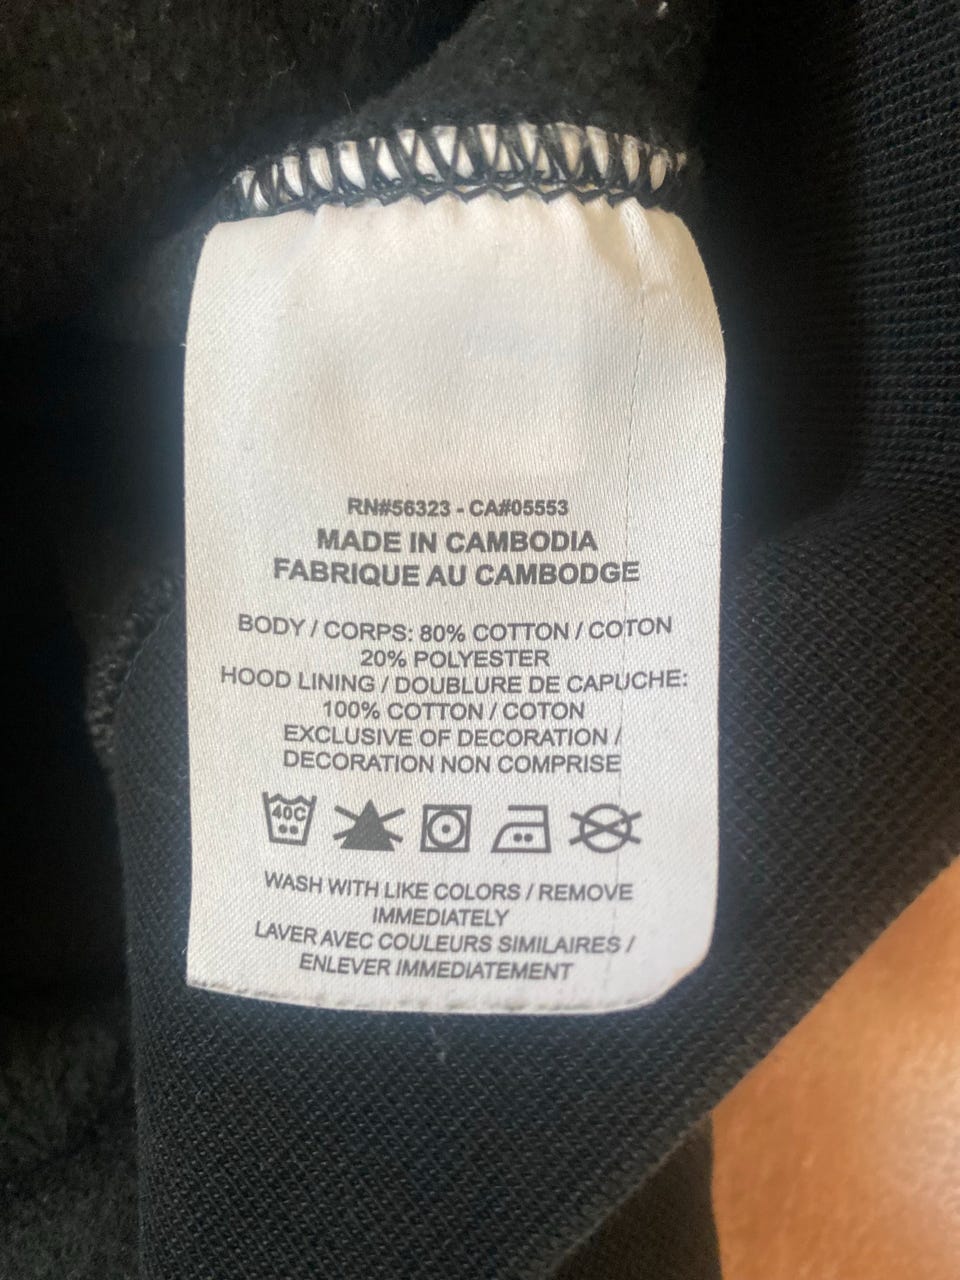 RN#56323 - CA#05553
MADE IN CAMBODIA
FABRIQUE AU CAMBODGE
BODY / CORPS: 80% COTTON / COTON
20% POLYESTER
HOOD LINING / DOUBLURE DE CAPUCHE:
100% COTTON / COTON
EXCLUSIVE OF DECORATION /
DECORATION NON COMPRISE
40C
WASH WITH LIKE COLORS / REMOVE
IMMEDIATELY
LAVER AVEC COULEURS SIMILAIRES /
ENLEVER IMMEDIATEMENT